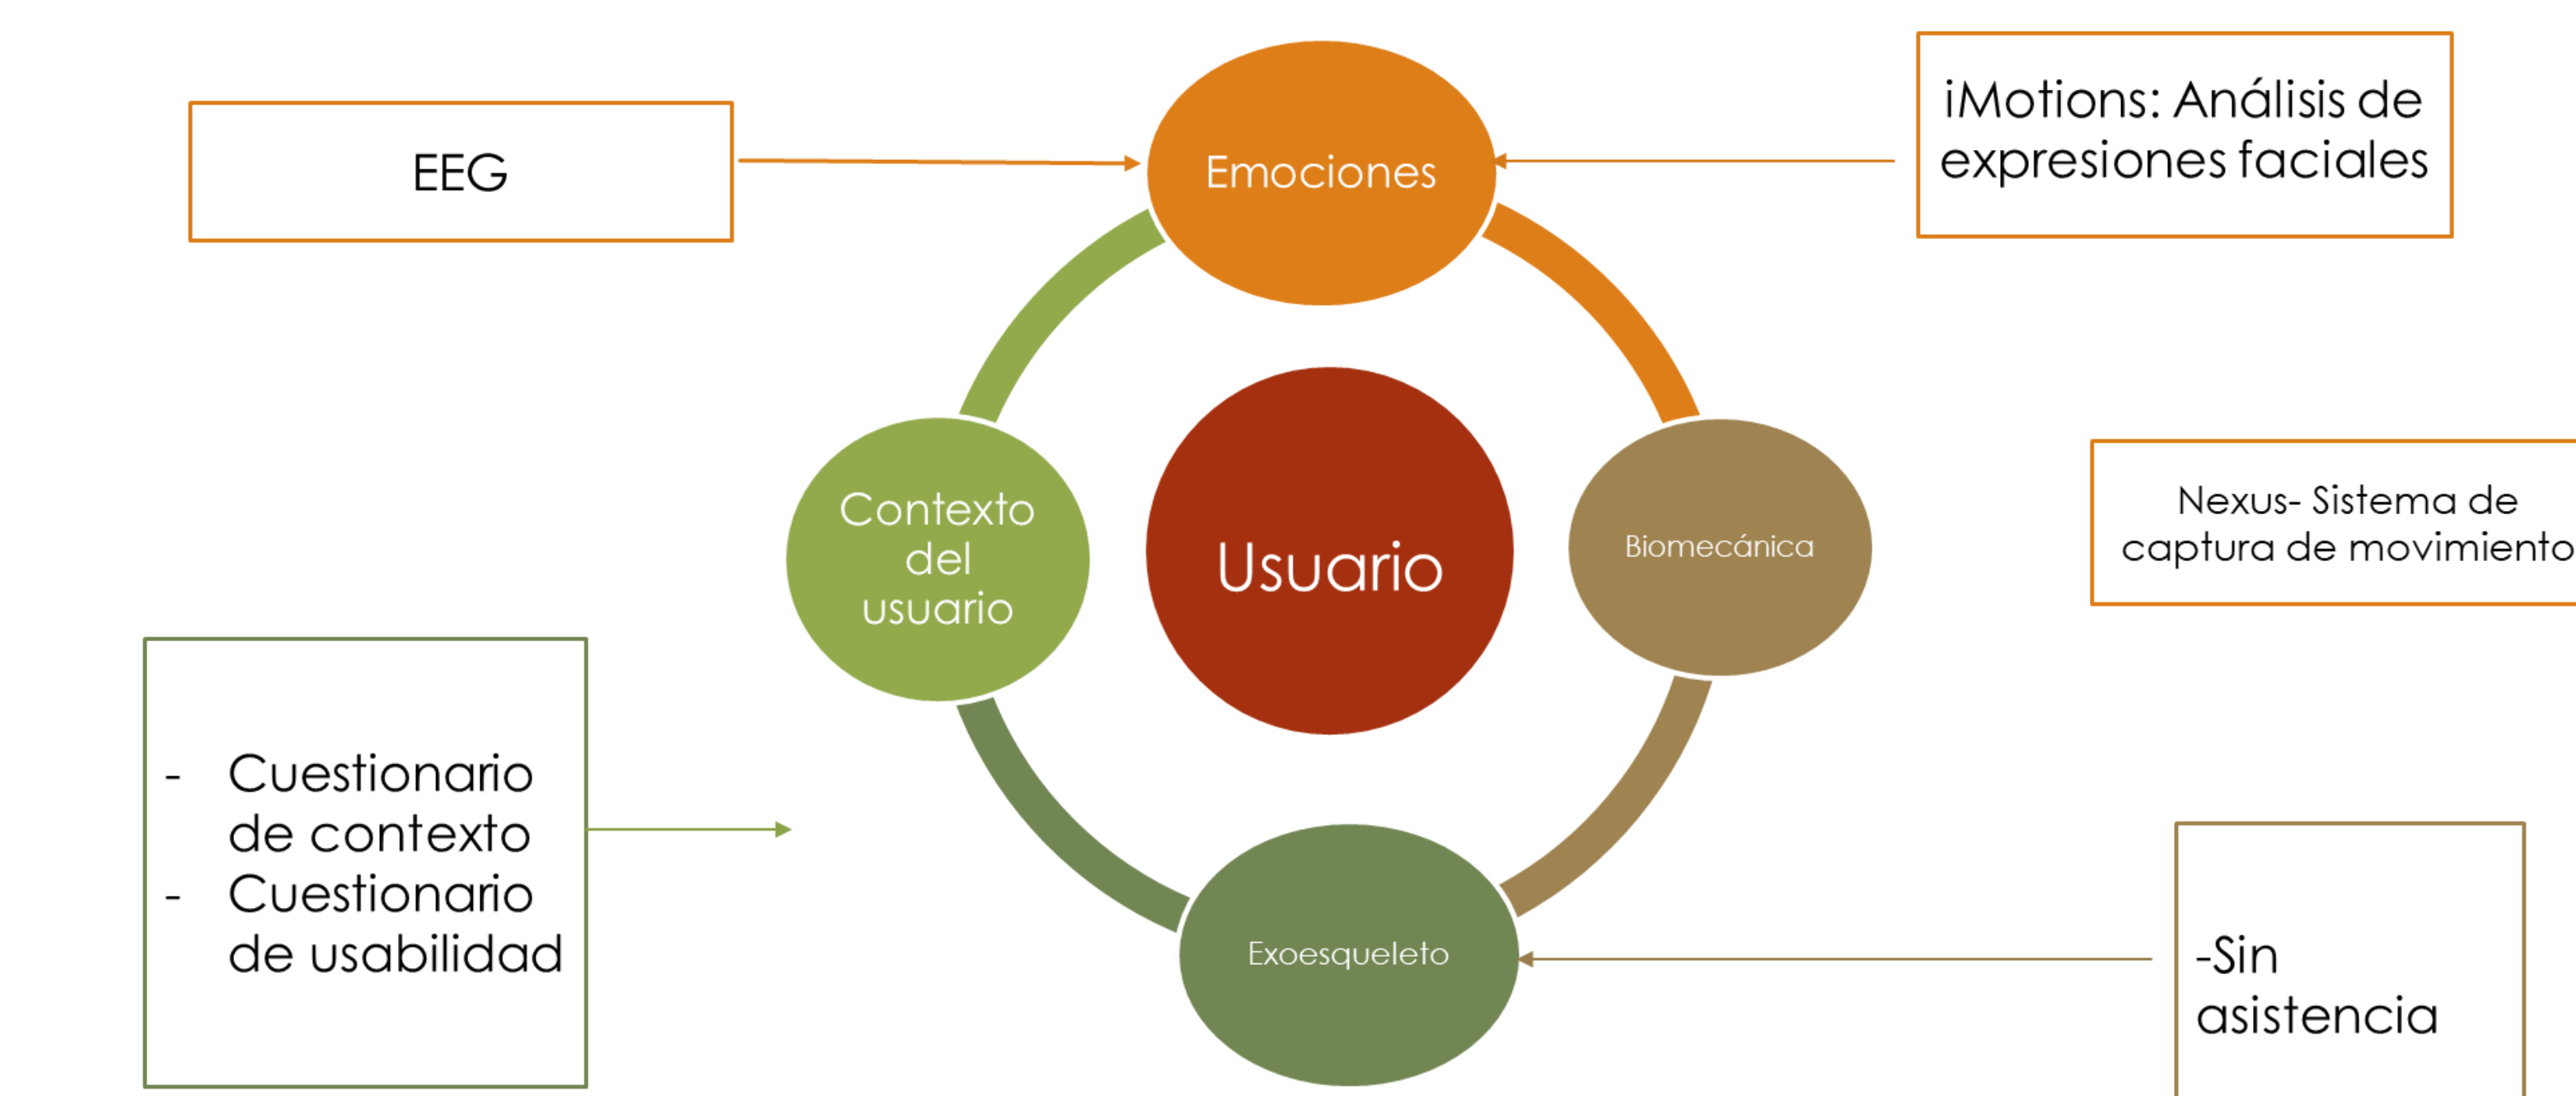 iMotions: Análisis de
expresiones faciales
EEG
Emociones
Contexto
del
usuario
Usuario
Biomecánica
Nexus- Sistema de
captura de movimiento
- Cuestionario
de contexto
- Cuestionario
de usabilidad
Exoesqueleto
-Sin
asistencia